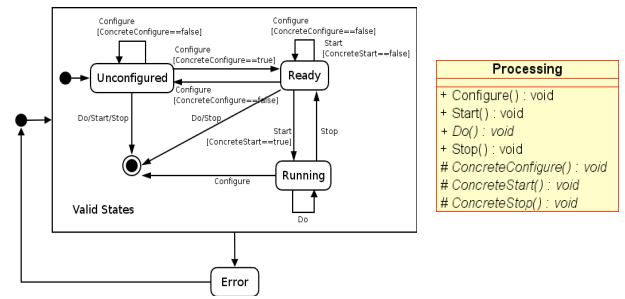 Configure
[ConcreteConfigure==false]
Configure
[ConcreteConfigure==true]
Configure
[ConcreteConfigure==false]
Start
[ConcreteStart==false]
Unconfigured
Ready
Configure
[ConcreteConfigure==false]
Do/Start/Stop
Do/Stop
Start
[ConcreteStart==true]
Stop
Configure
Running
Do
Valid States
Error
Processing
+ Configure() : void
+ Start() : void
+ Do() : void
+ Stop() : void
# ConcreteConfigure() : void
# ConcreteStart() : void
# ConcreteStop() : void